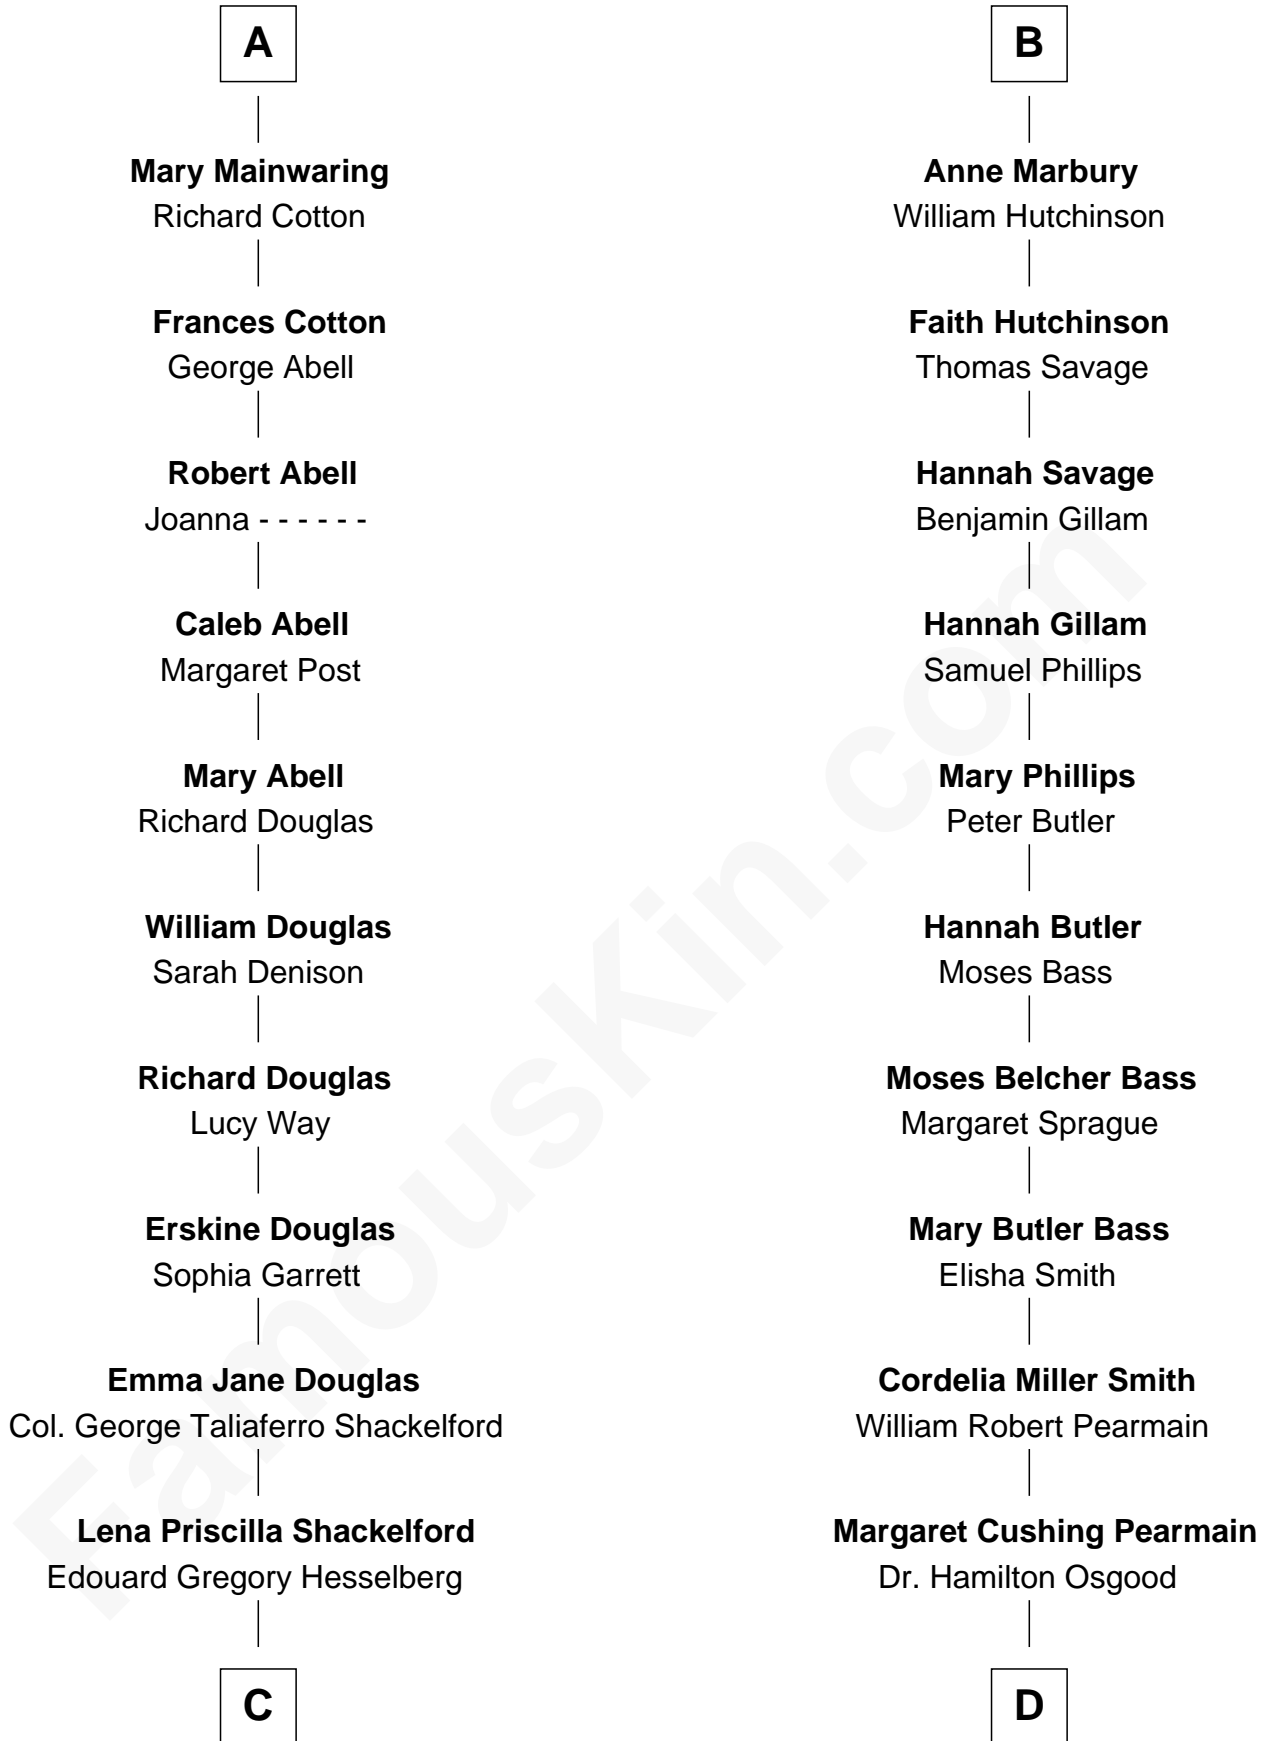 A
Mary Mainwaring
Richard Cotton
Frances Cotton
George Abell
Robert Abell
Joanna - - - - - -
Caleb Abell
Margaret Post
Mary Abell
Richard Douglas
William Douglas
Sarah Denison
Richard Douglas
Lucy Way
Erskine Douglas
Sophia Garrett
Emma Jane Douglas
Col. George Taliaferro Shackelford
Lena Priscilla Shackelford
Edouard Gregory Hesselberg
C
B
Anne Marbury
William Hutchinson
Faith Hutchinson
Thomas Savage
Hannah Savage
Benjamin Gillam
Hannah Gillam
Samuel Phillips
Mary Phillips
Peter Butler
Hannah Butler
Moses Bass
Moses Belcher Bass
Margaret Sprague
Mary Butler Bass
Elisha Smith
Cordelia Miller Smith
William Robert Pearmain
Margaret Cushing Pearmain
Dr. Hamilton Osgood
D
FamousKin.com